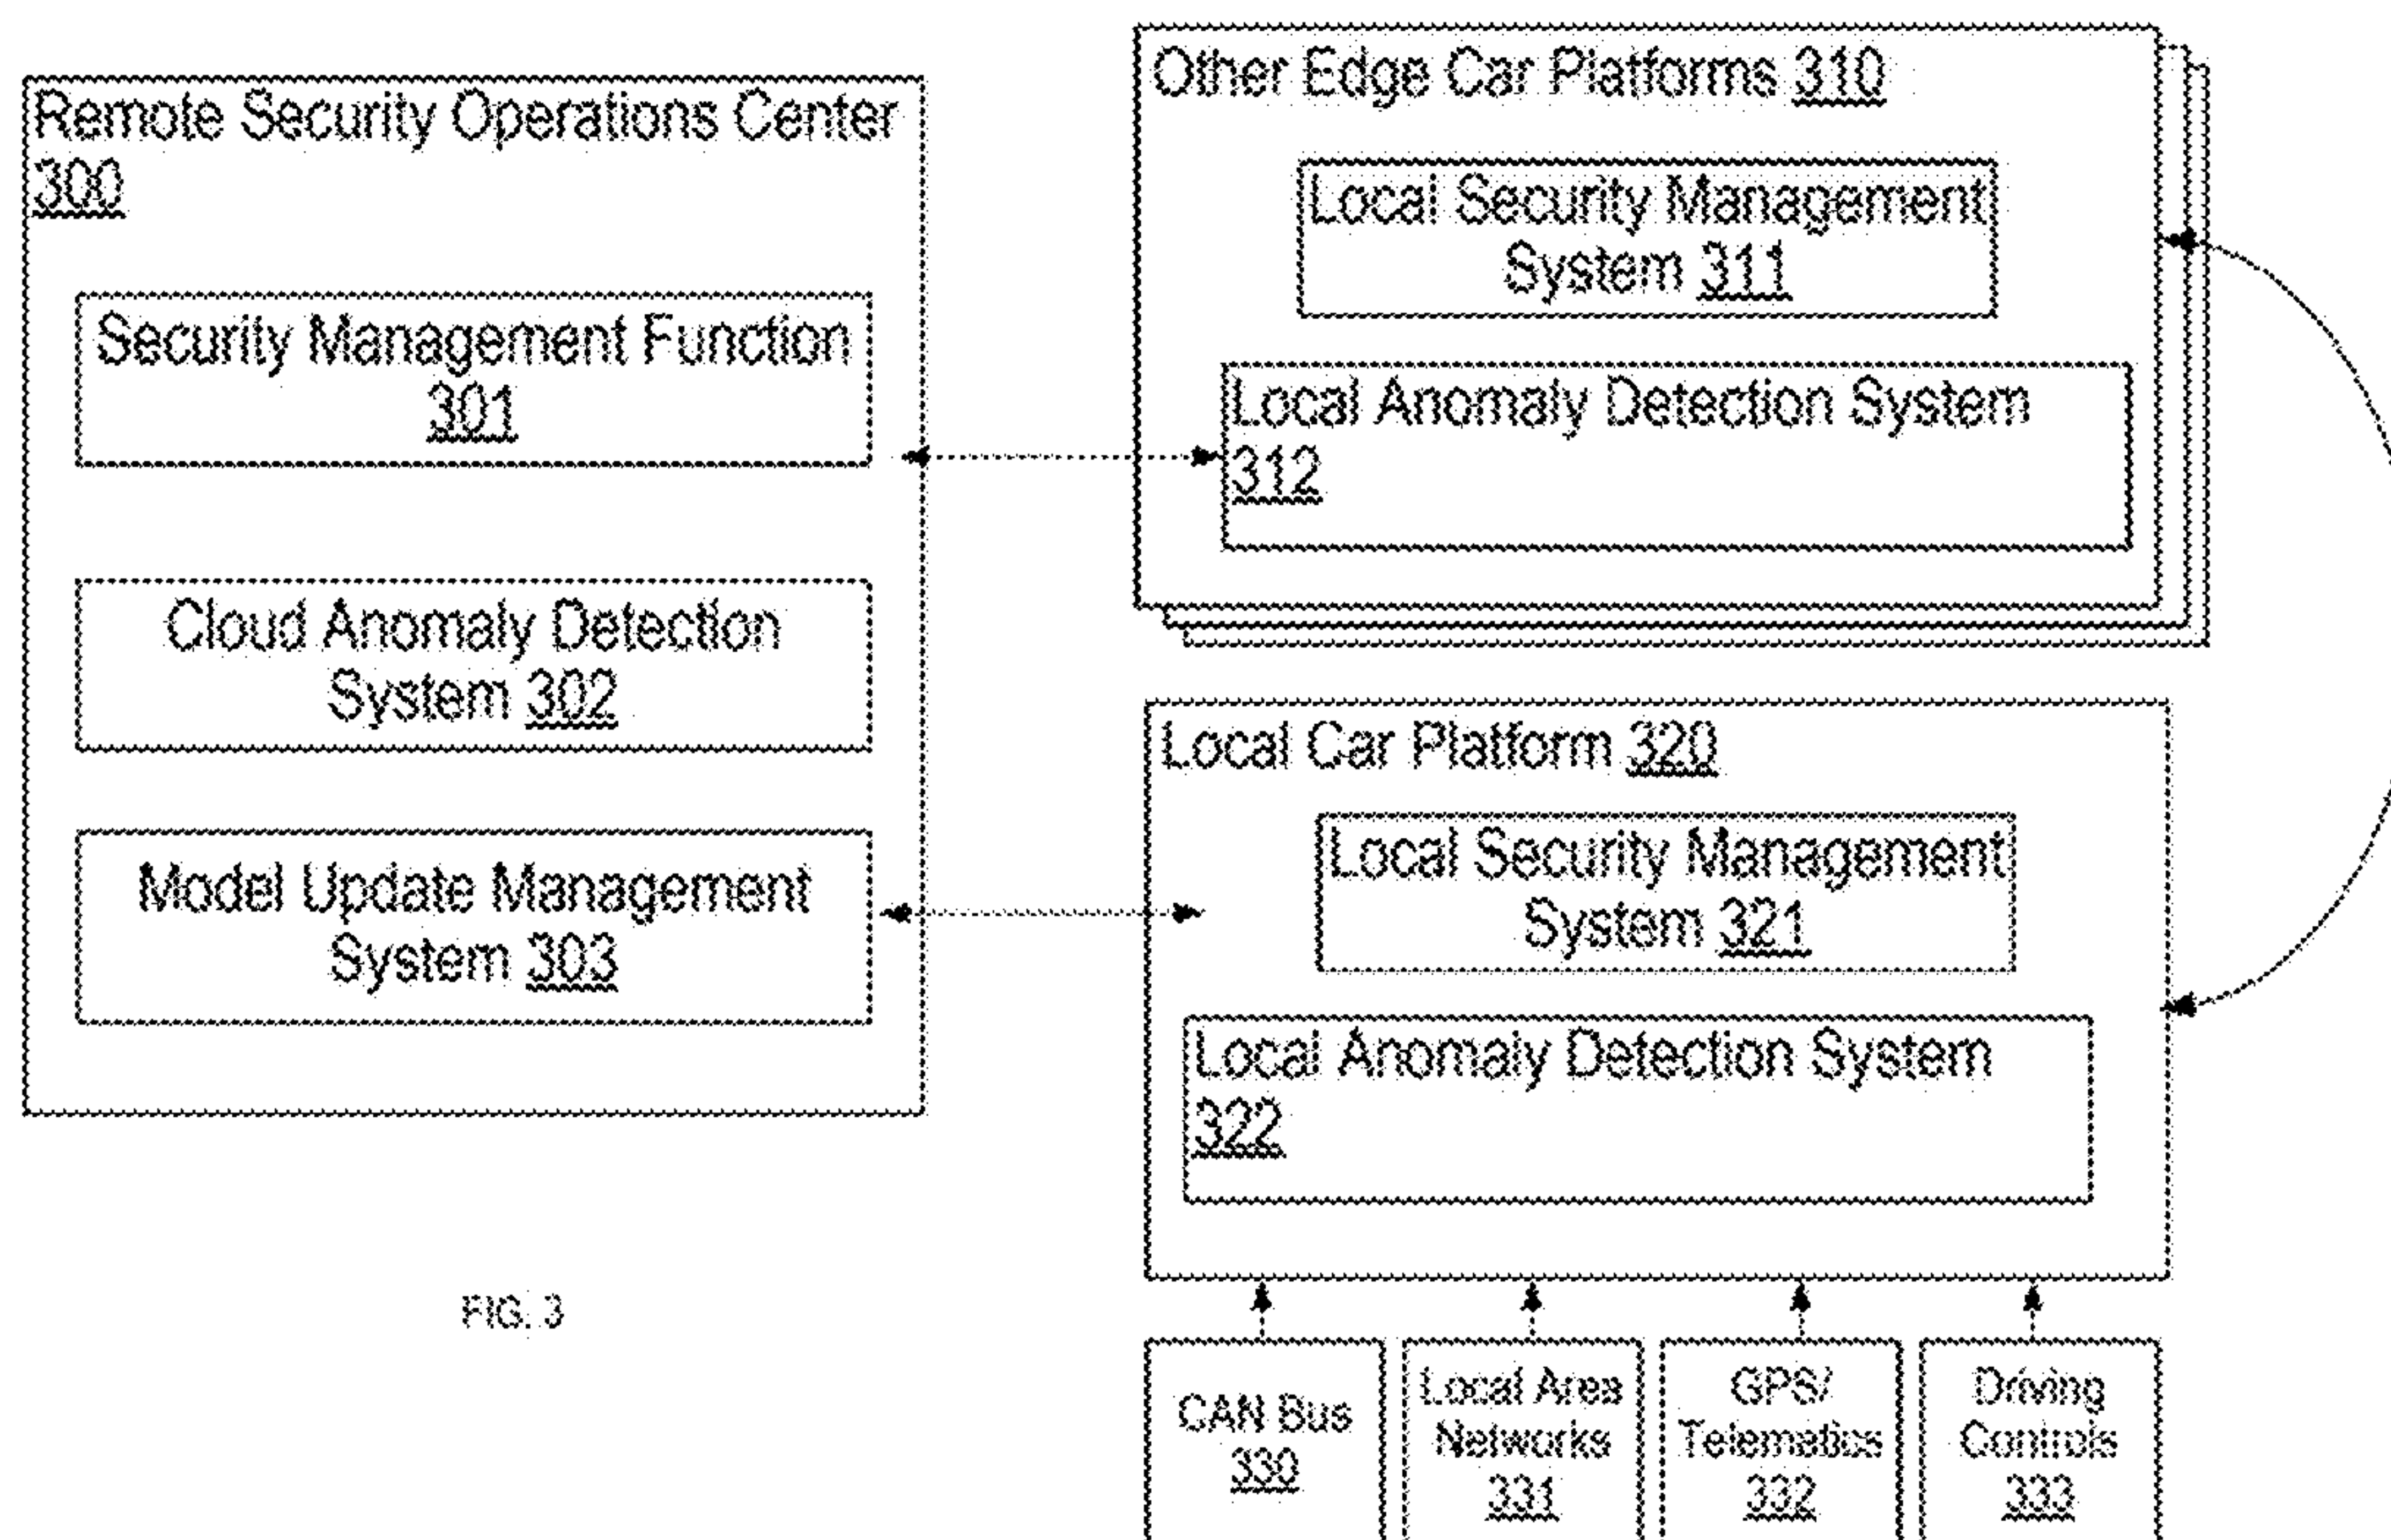 Remote Security Operations Center
300
Security Management Function
301
Cloud Anomaly Detection
System 302
Model Update Management
System 303
Other Edge Car Platforms 310
Local Security Management
System 311
Local Anomaly Detection System
312
Local Car Platform 320
Local Security Management
System 321
Local Anomaly Detection System
322
CAN Bus
330
Local Area
Networks
331
GPS/
Telematics
332
Driving
Controls
333
FIG. 3